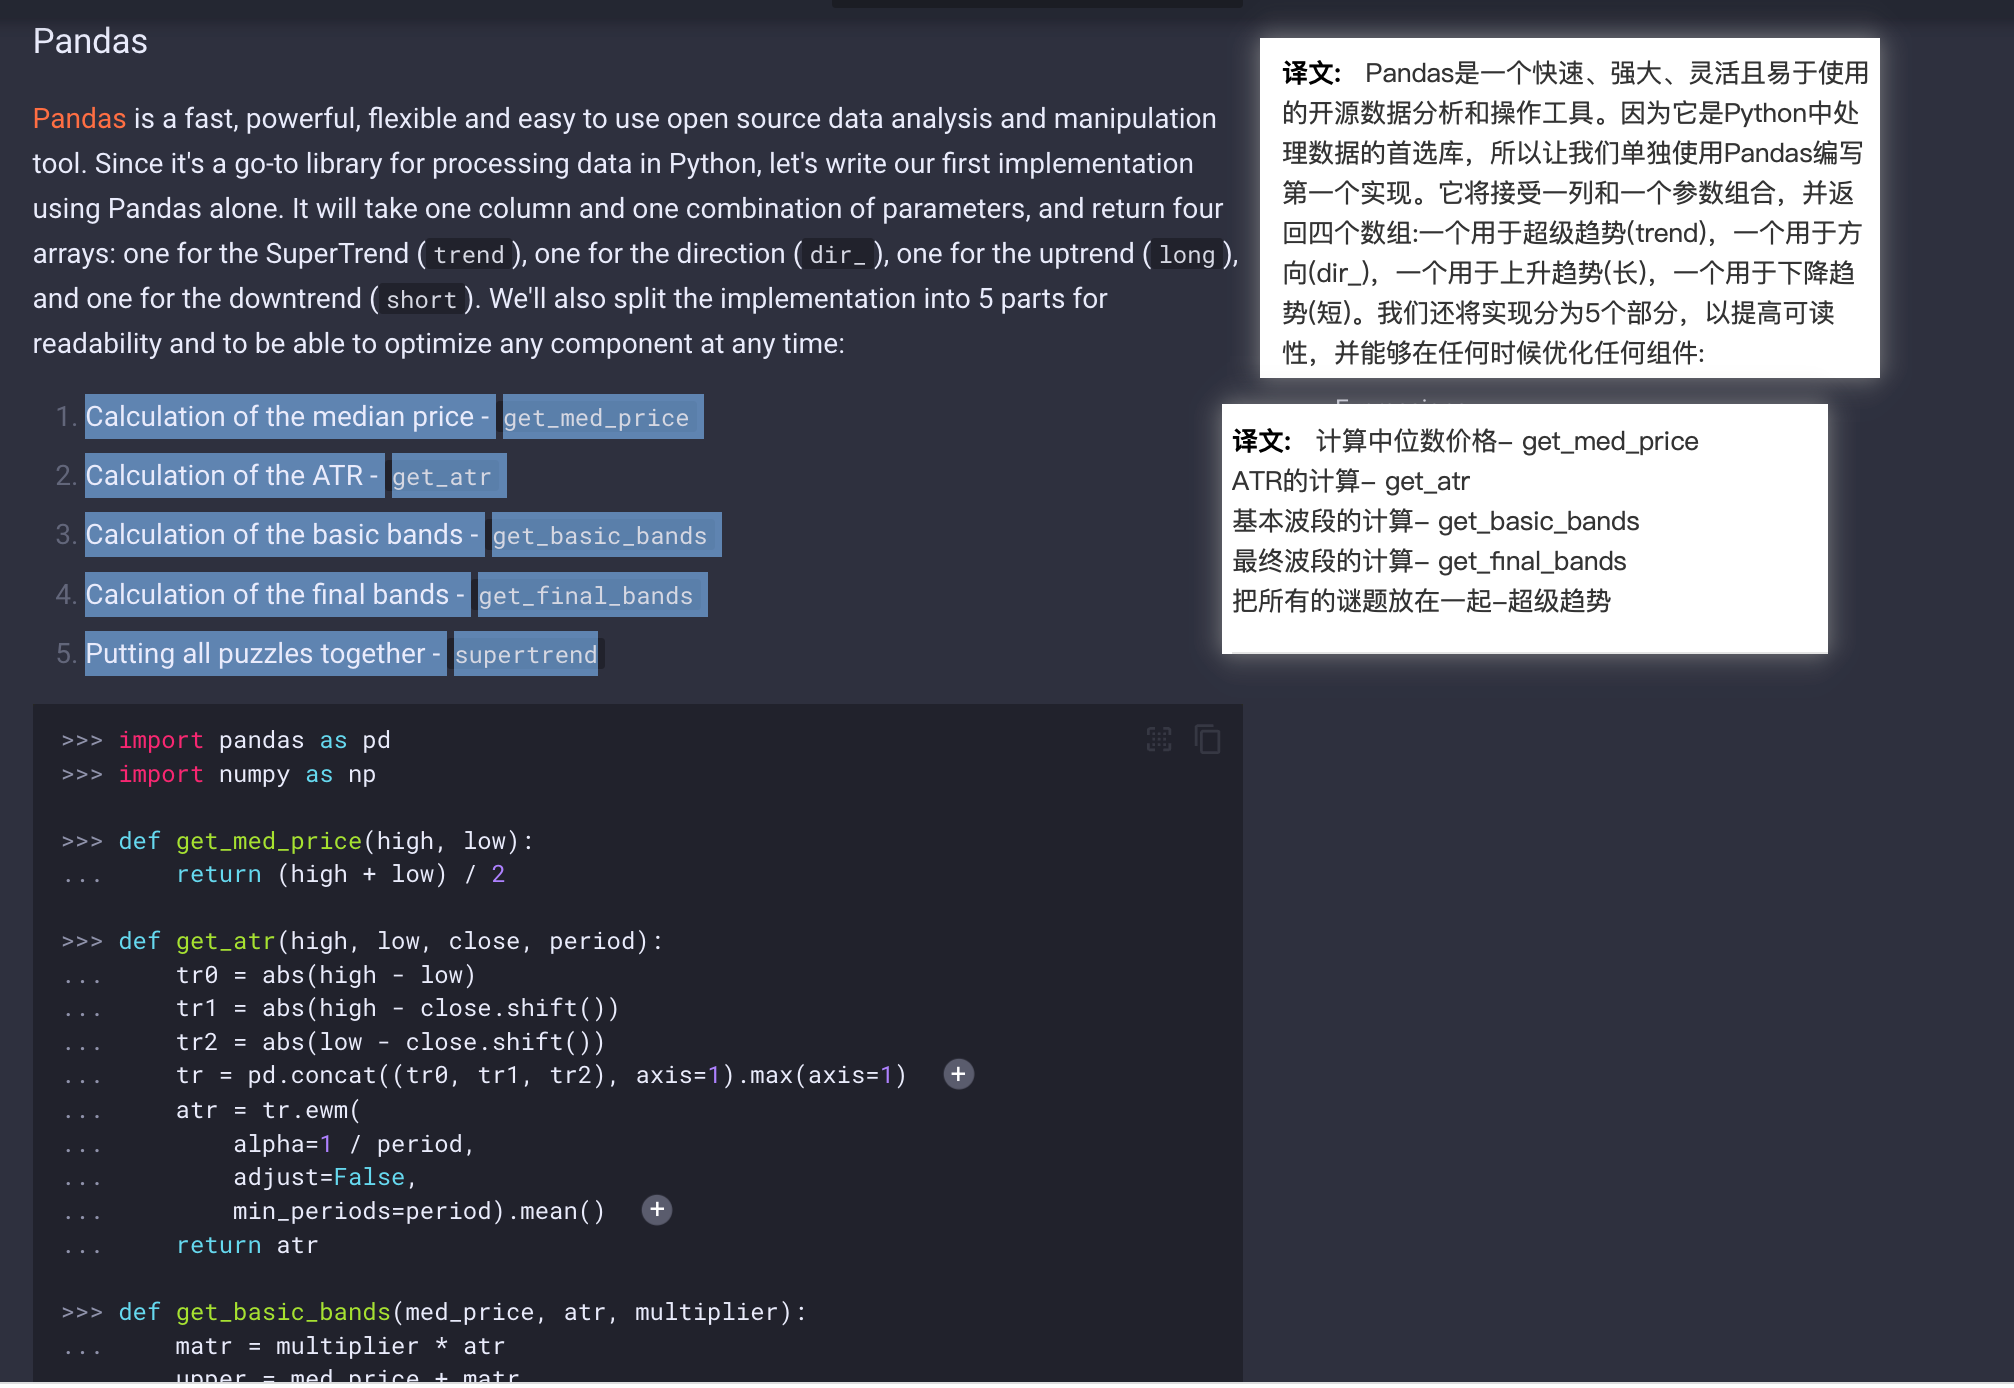 Pandas
Pandas is a fast, powerful, flexible and easy to use open source data analysis and manipulation
tool. Since it's a go-to library for processing data in Python, let's write our first implementation
using Pandas alone. It will take one column and one combination of parameters, and return four
arrays: one for the SuperTrend ( trend ), one for the direction ( dir_ ), one for the uptrend ( long ),
and one for the downtrend ( short ). We'll also split the implementation into 5 parts for
readability and to be able to optimize any component at any time:
1. Calculation of the median price - get_med_price
2. Calculation of the ATR - get_atr
3. Calculation of the basic bands - get_basic_bands
4. Calculation of the final bands - get_final_bands
5. Putting all puzzles together - supertrend
>>> import pandas as pd
>>> import numpy as np
>>> def get_med_price(high, low):
...     return (high + low) / 2
>>> def get_atr(high, low, close, period):
...     tr0 = abs(high - low)
...     tr1 = abs(high - close.shift())
...     tr2 = abs(low - close.shift())
...     tr = pd.concat((tr0, tr1, tr2), axis=1).max(axis=1) +
...     atr = tr.ewm(
...         alpha=1 / period,
...         adjust=False,
...         min_periods=period).mean() +
...     return atr
>>> def get_basic_bands(med_price, atr, multiplier):
...     matr = multiplier * atr
upper = med_price + matr
译文: Pandas是一个快速、强大、灵活且易于使用
的开源数据分析和操作工具。因为它是Python中处
理数据的首选库，所以让我们单独使用Pandas编写
第一个实现。它将接受一列和一个参数组合，并返
回四个数组:一个用于超级趋势(trend)，一个用于方
向(dir_)，一个用于上升趋势(长)，一个用于下降趋
势(短)。我们还将实现分为5个部分，以提高可读
性，并能够在任何时候优化任何组件:
译文: 计算中位数价格– get_med_price
ATR的计算– get_atr
基本波段的计算– get_basic_bands
最终波段的计算– get_final_bands
把所有的谜题放在一起–超级趋势